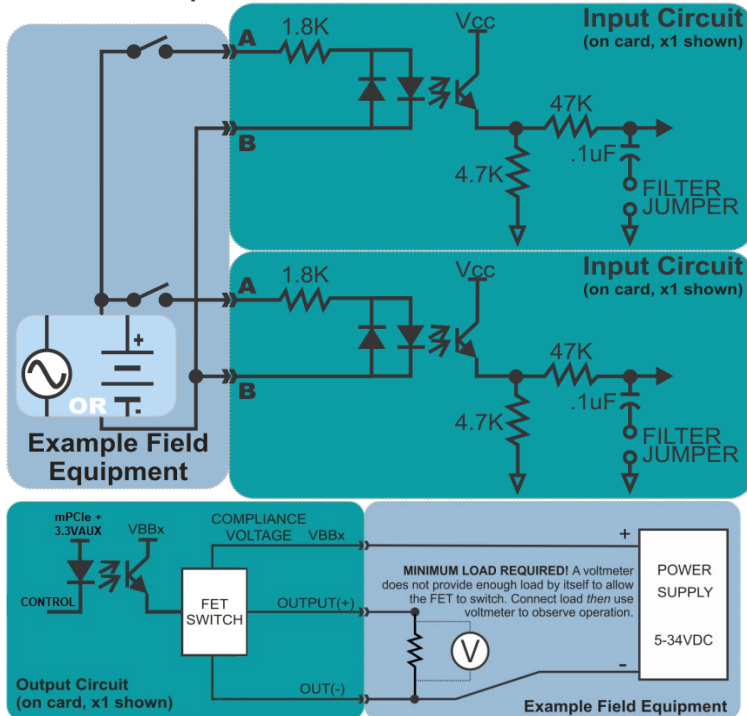 A
1.8K
Vcc
Input Circuit
(on card, x1 shown)
47K
B
.1uF
4.7K
FILTER
JUMPER
A
1.8K
Vcc
Input Circuit
(on card, x1 shown)
47K
+
B
.1uF
OR
-
4.7K
FILTER
JUMPER
Example Field
Equipment
mPCIe +
3.3VAUX
VBBx
COMPLIANCE
VOLTAGE VBBx
+
MINIMUM LOAD REQUIRED! A voltmeter
does not provide enough load by itself to allow
the FET to switch. Connect load then use
voltmeter to observe operation.
POWER
SUPPLY
5-34VDC
CONTROL
FET
SWITCH
OUTPUT(+)
V
-
OUT(-)
Output Circuit
(on card, x1 shown)
Example Field Equipment